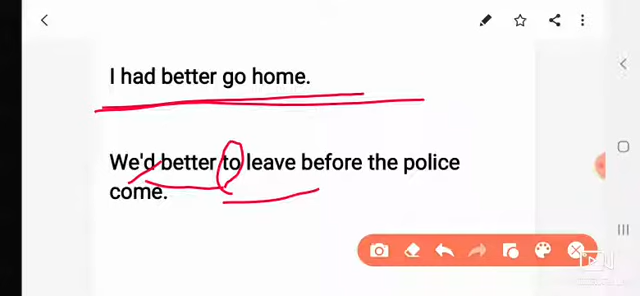 I had better go home.
We'd better to leave before the police
come.